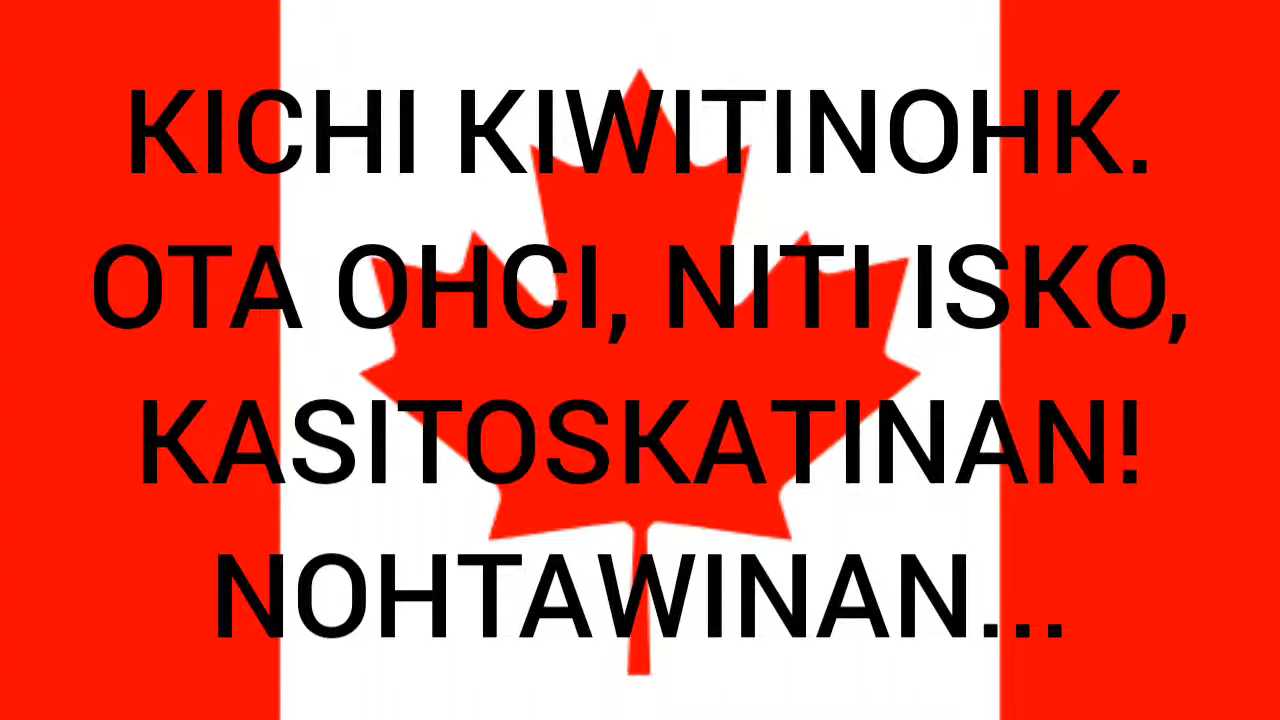 KICHI KIWITINOHK.
OTA OHCI, NITI ISKO,
KASITOSKATINAN!
NOHTAWINAN...